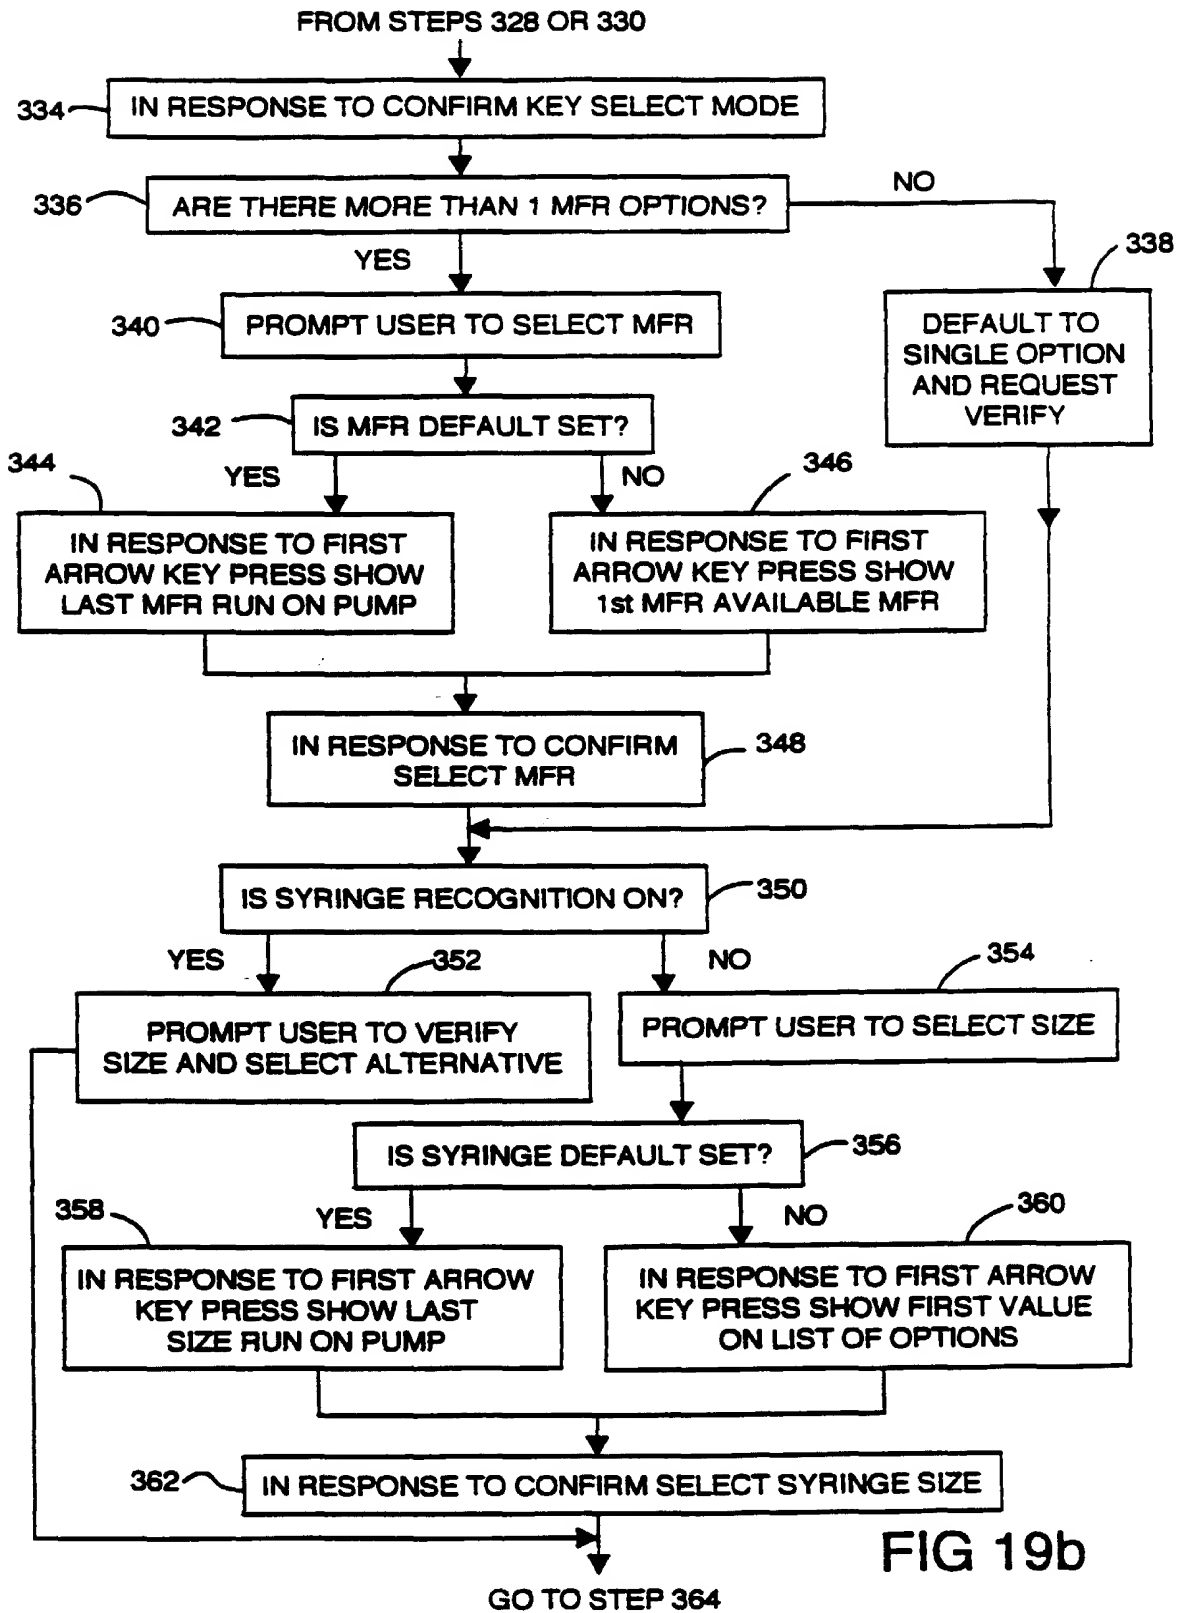 FROM STEPS 328 OR 330
334
IN RESPONSE TO CONFIRM KEY SELECT MODE
336
ARE THERE MORE THAN 1 MFR OPTIONS?
NO
YES
338
340
PROMPT USER TO SELECT MFR
DEFAULT TO
SINGLE OPTION
AND REQUEST
VERIFY
342
IS MFR DEFAULT SET?
344
YES
NO
346
IN RESPONSE TO FIRST
ARROW KEY PRESS SHOW
LAST MFR RUN ON PUMP
IN RESPONSE TO FIRST
ARROW KEY PRESS SHOW
1st MFR AVAILABLE MFR
IN RESPONSE TO CONFIRM
SELECT MFR
348
IS SYRINGE RECOGNITION ON?
350
YES
352
NO
354
PROMPT USER TO VERIFY
SIZE AND SELECT ALTERNATIVE
PROMPT USER TO SELECT SIZE
IS SYRINGE DEFAULT SET?
356
358
YES
NO
360
IN RESPONSE TO FIRST ARROW
KEY PRESS SHOW LAST
SIZE RUN ON PUMP
IN RESPONSE TO FIRST ARROW
KEY PRESS SHOW FIRST VALUE
ON LIST OF OPTIONS
362
IN RESPONSE TO CONFIRM SELECT SYRINGE SIZE
FIG 19b
GO TO STEP 364